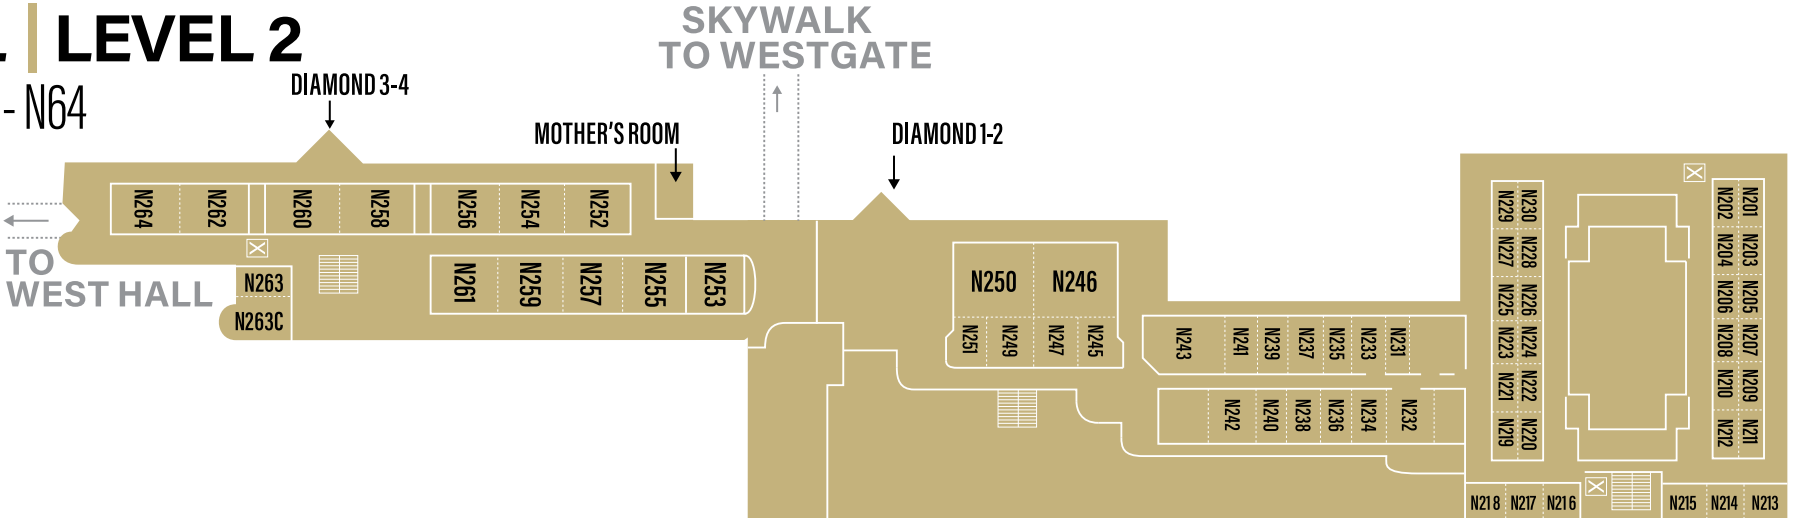 LEVEL 2
- N64
SKYWALK
TO WESTGATE
DIAMOND 3-4
MOTHER'S ROOM
DIAMOND 1-2
N264
N262
N260
N258
N256
N254
N252
TO
WEST HALL
N263
N263C
N261
N259
N257
N255
N253
N250
N246
N251
N249
N247
N245
N243
N241
N239
N237
N235
N233
N231
N242
N240
N238
N236
N234
N232
N229
N230
N227
N228
N225
N226
N223
N224
N221
N222
N219
N220
N202
N201
N204
N203
N206
N205
N208
N207
N210
N209
N212
N211
N218
N217
N216
N215
N214
N213